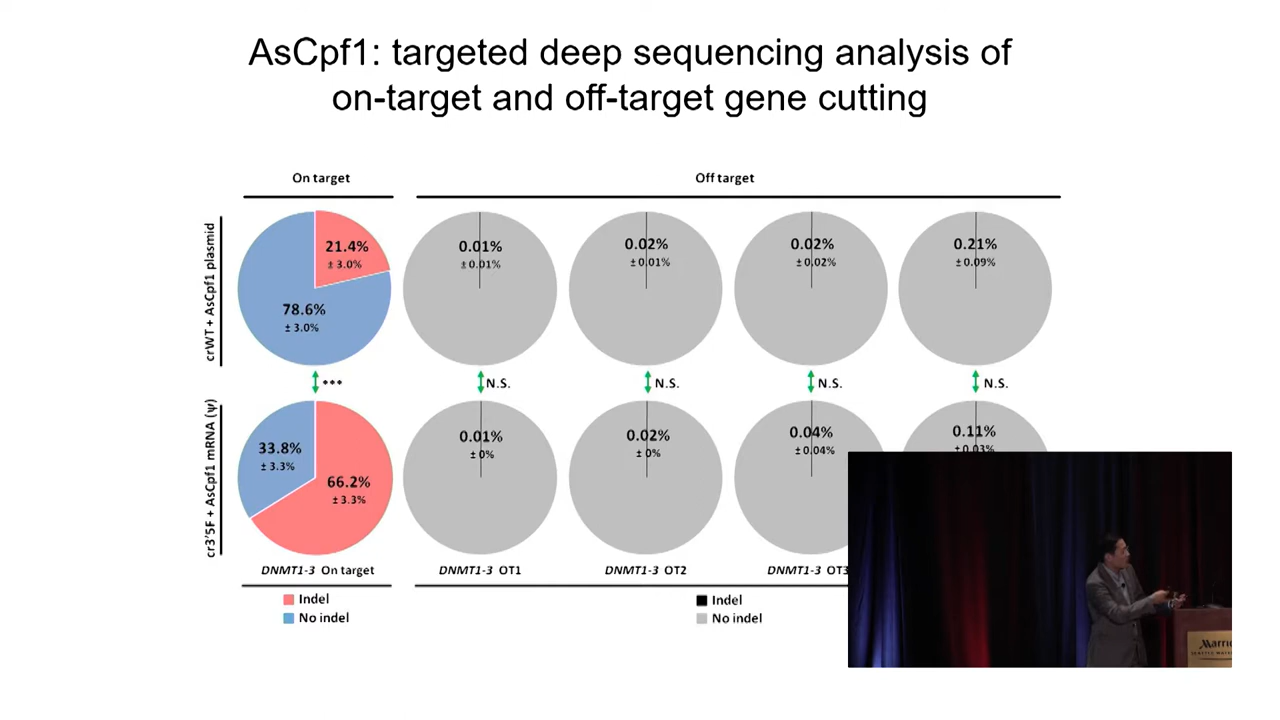 AsCpf1: targeted deep sequencing analysis of
on-target and off-target gene cutting
On target
Off target
crWT + AsCpf1 plasmid
21.4%
± 3.0%
78.6%
± 3.0%
0.01%
± 0.01%
0.02%
± 0.01%
0.02%
± 0.02%
0.21%
± 0.09%
***
N.S.
N.S.
N.S.
N.S.
cr3'5F + AsCpf1 mRNA (ψ)
33.8%
± 3.3%
66.2%
± 3.3%
0.01%
± 0%
0.02%
± 0%
0.04%
± 0.04%
0.11%
± 0.03%
DNMT1-3 On target
DNMT1-3 OT1
DNMT1-3 OT2
DNMT1-3 OT3
Indel
No indel
Indel
No indel
Marrio